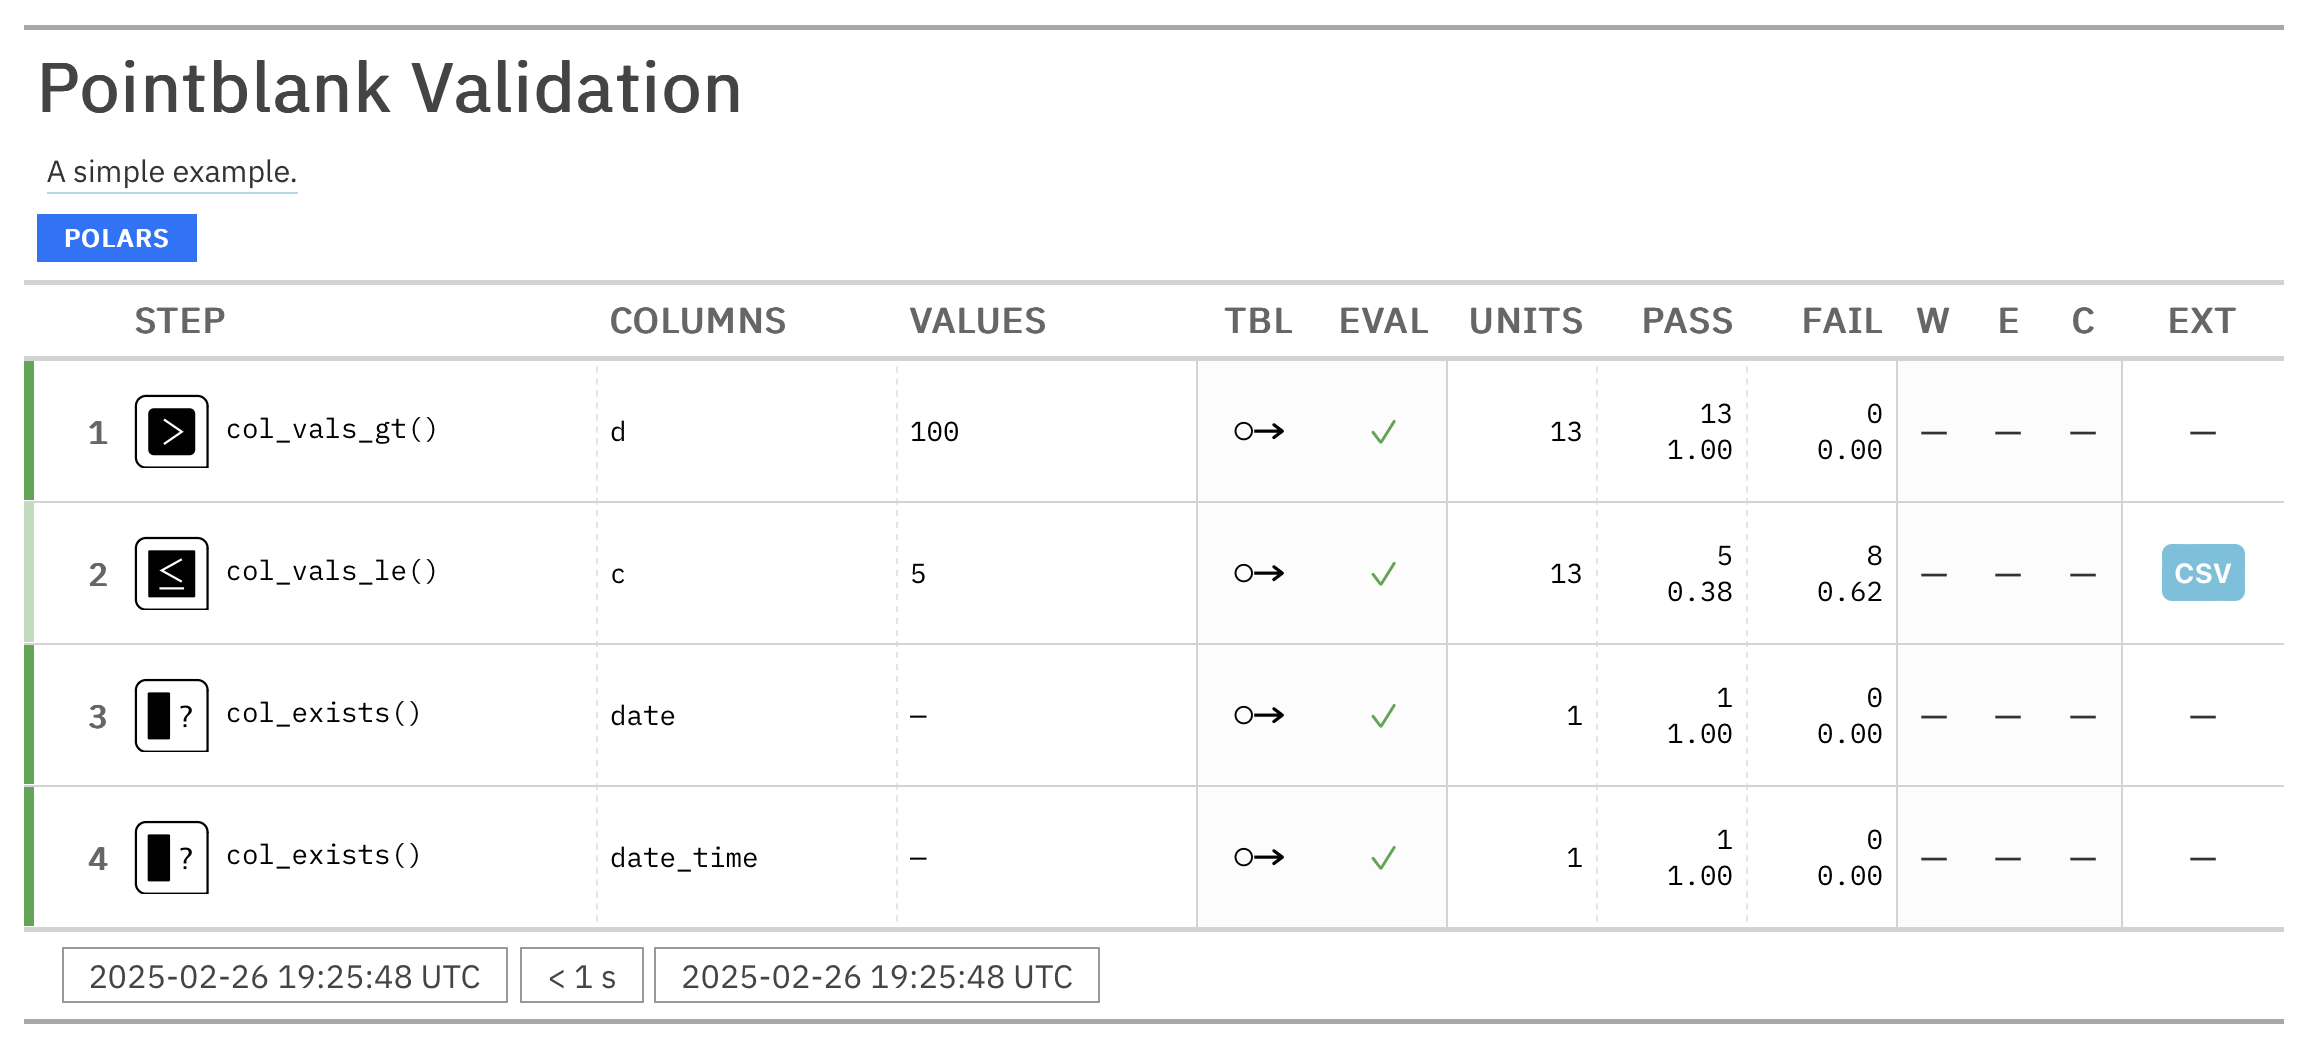 Pointblank Validation
A simple example.
POLARS
STEP COLUMNS VALUES TBL EVAL UNITS PASS FAIL W E C EXT
1 > col_vals_gt() d 100 ○→ ✓ 13 13 0 — — — —
1.00 0.00
2 ≤ col_vals_le() c 5 ○→ ✓ 13 5 8 — — — CSV
0.38 0.62
3 ? col_exists() date — ○→ ✓ 1 1 0 — — — —
1.00 0.00
4 ? col_exists() date_time — ○→ ✓ 1 1 0 — — — —
1.00 0.00
2025-02-26 19:25:48 UTC < 1 s 2025-02-26 19:25:48 UTC